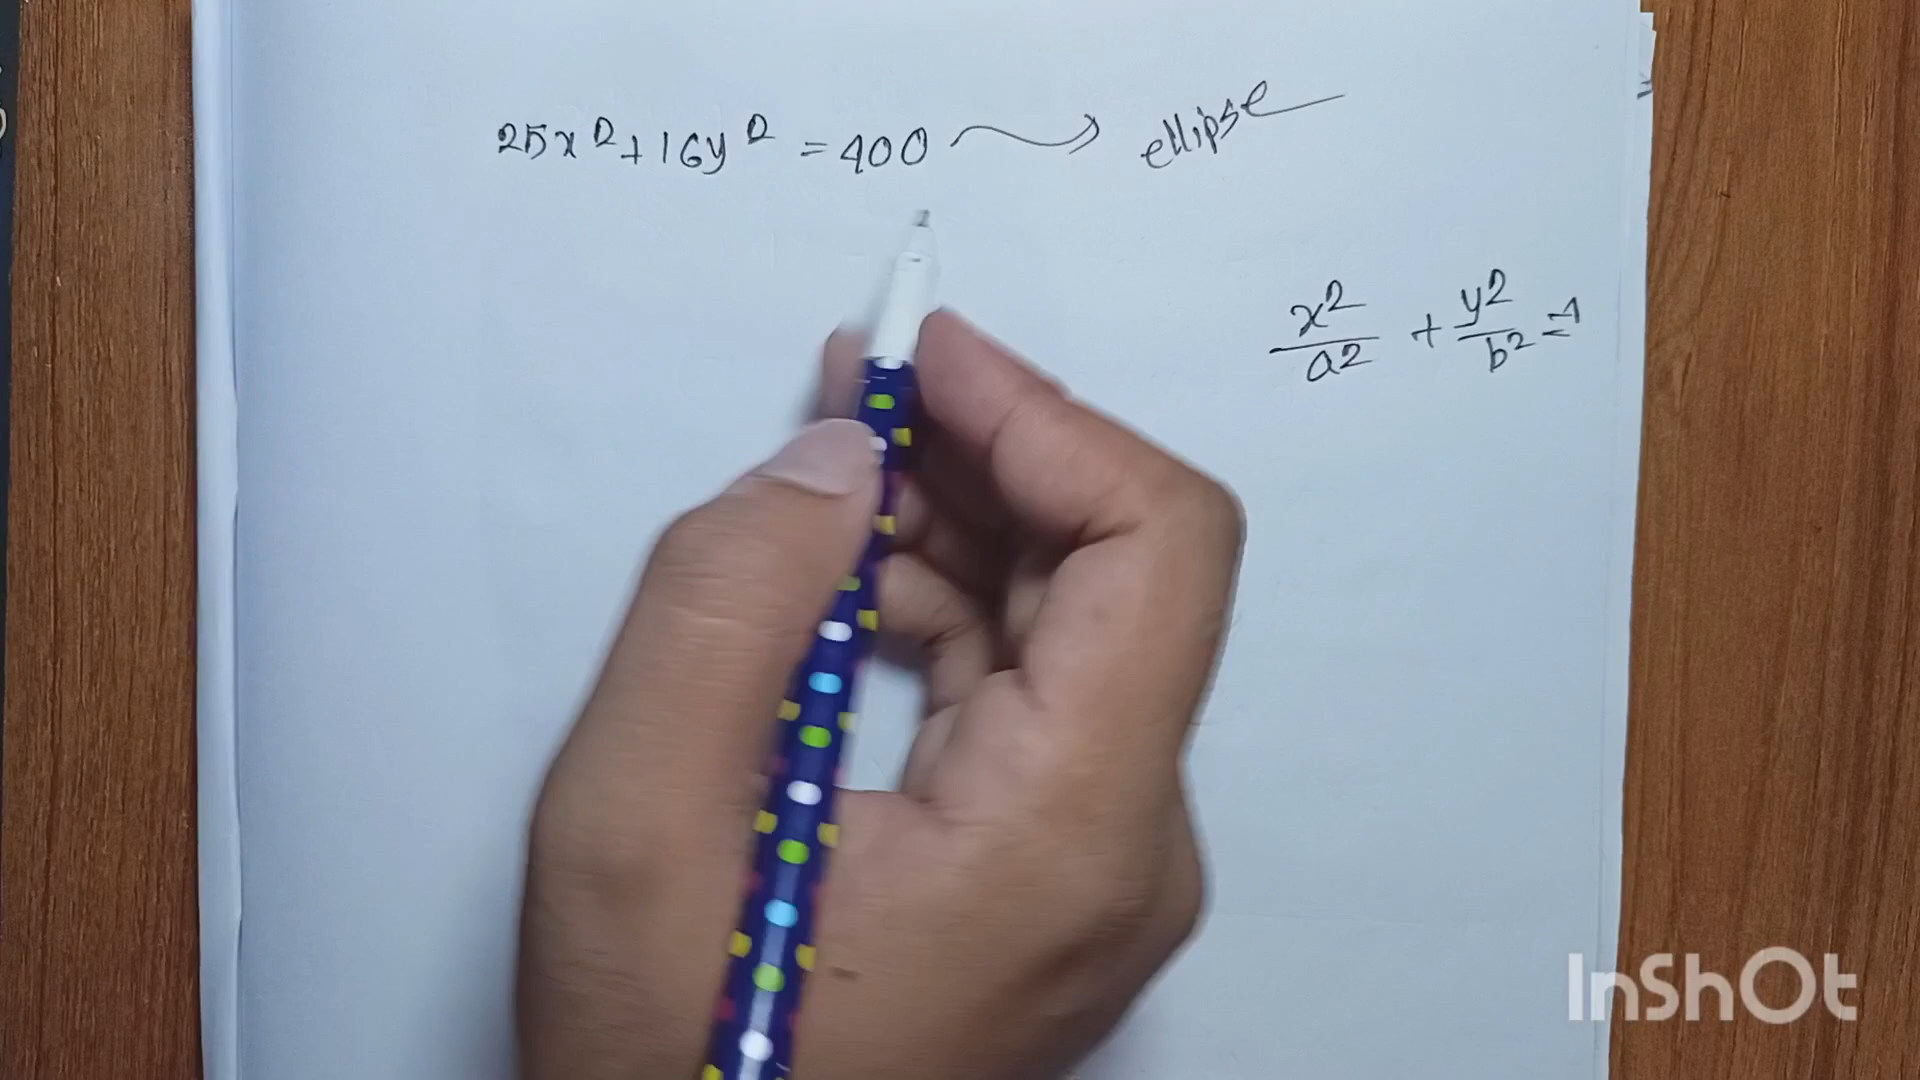 25x² + 16y² = 400 ⟶ ellipse
x²/a² + y²/b² = 1
InShOt